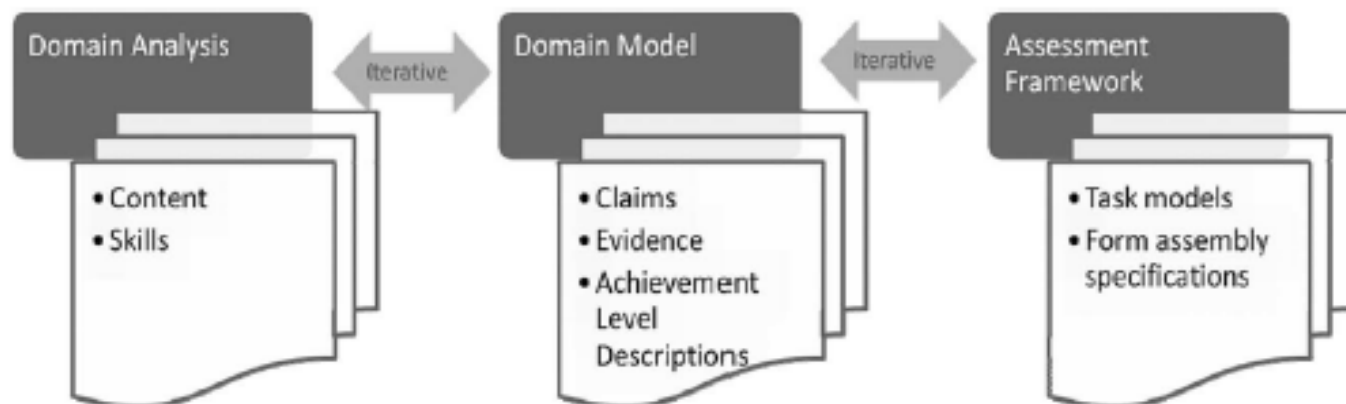 Domain Analysis
Iterative
Domain Model
Iterative
Assessment
Framework
• Content
• Skills
• Claims
• Evidence
• Achievement
Level
Descriptions
• Task models
• Form assembly
specifications